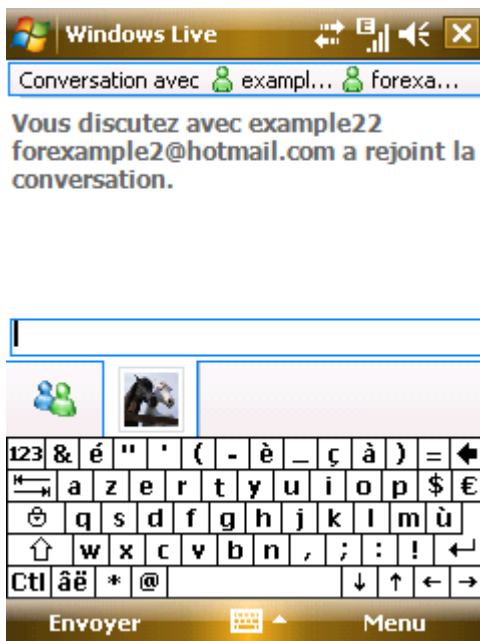 Windows Live
E
Conversation avec exampl... forexa...
Vous discutez avec example22
forexample2@hotmail.com a rejoint la
conversation.
123 & é " ' ( - è _ ç à ) =
a z e r t y u i o p $ €
q s d f g h j k l m ù
w x c v b n , ; : !
Ctl âë * @ ↓ ↑ ← →
Envoyer Menu